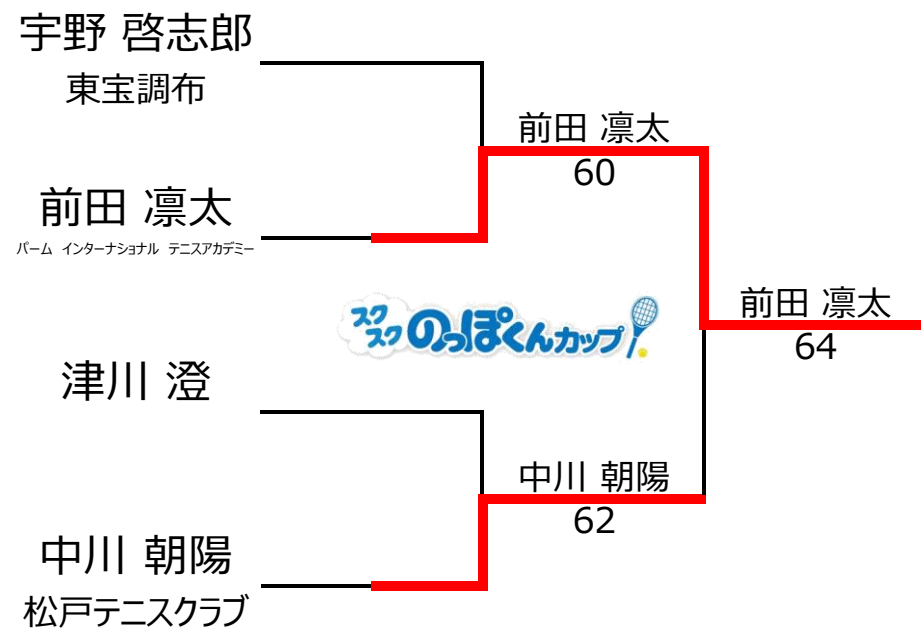 宇野 啓志郎
東宝調布
前田 凛太
60
前田 凛太
パーム インターナショナル テニスアカデミー
前田 凛太
64
スク
スク のっぽくんカップ
津川 澄
中川 朝陽
62
中川 朝陽
松戸テニスクラブ